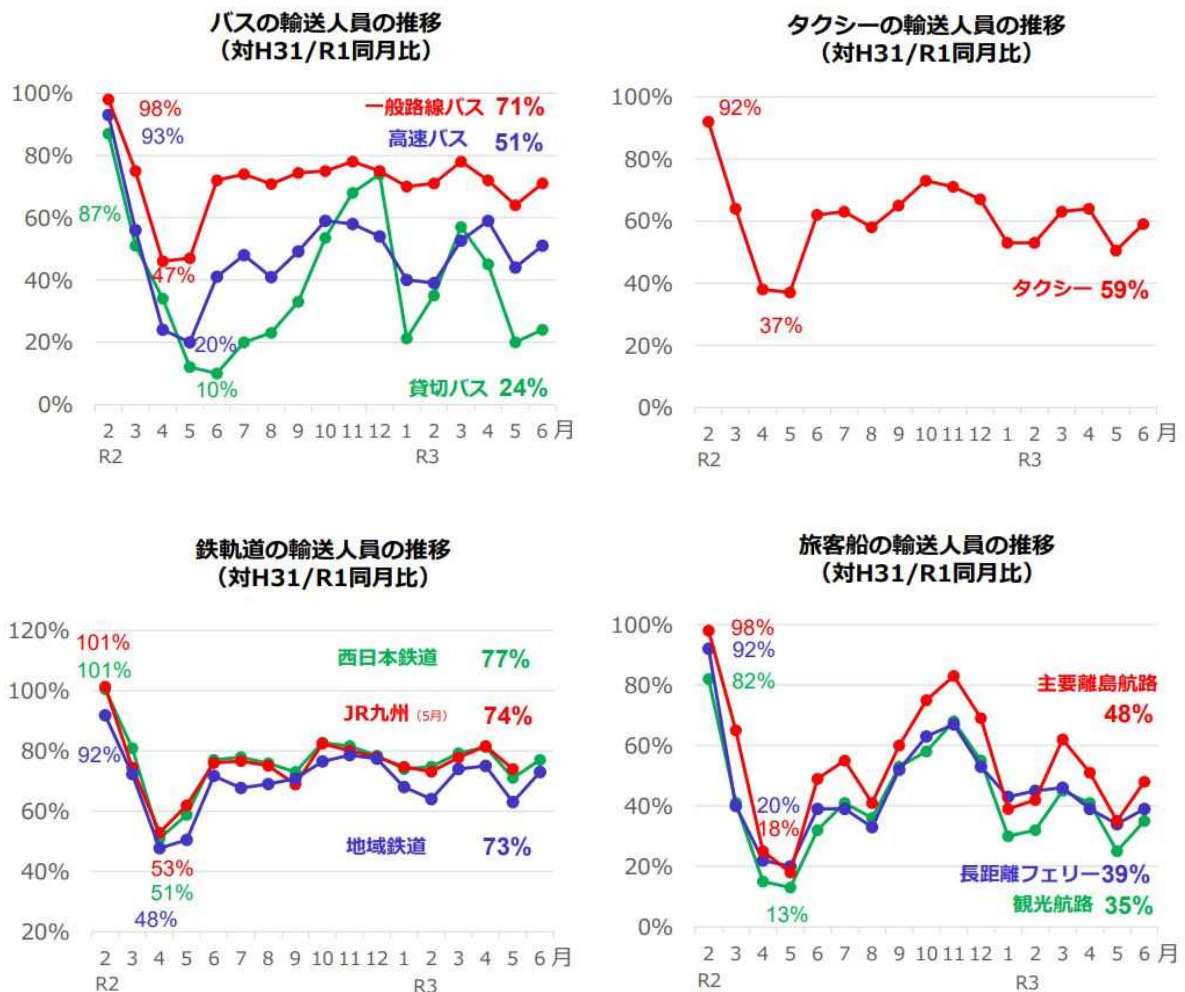 バスの輸送人員の推移
（対H31/R1同月比）
100%
80%
60%
40%
20%
0%
98%
93%
87%
47%
20%
10%
一般路線バス 71%
高速バス 51%
貸切バス 24%
2 3 4 5 6 7 8 9 10 11 12 1 2 3 4 5 6 月
R2 R3
タクシーの輸送人員の推移
（対H31/R1同月比）
100%
80%
60%
40%
20%
0%
92%
37%
タクシー 59%
2 3 4 5 6 7 8 9 10 11 12 1 2 3 4 5 6 月
R2 R3
鉄軌道の輸送人員の推移
（対H31/R1同月比）
120%
100%
80%
60%
40%
20%
101%
101%
92%
53%
51%
48%
西日本鉄道 77%
JR九州（5月） 74%
地域鉄道 73%
2 3 4 5 6 7 8 9 10 11 12 1 2 3 4 5 6 月
R2 R3
旅客船の輸送人員の推移
（対H31/R1同月比）
100%
80%
60%
40%
20%
0%
98%
92%
82%
20%
18%
13%
主要離島航路
48%
長距離フェリー39%
観光航路 35%
2 3 4 5 6 7 8 9 10 11 12 1 2 3 4 5 6 月
R2 R3